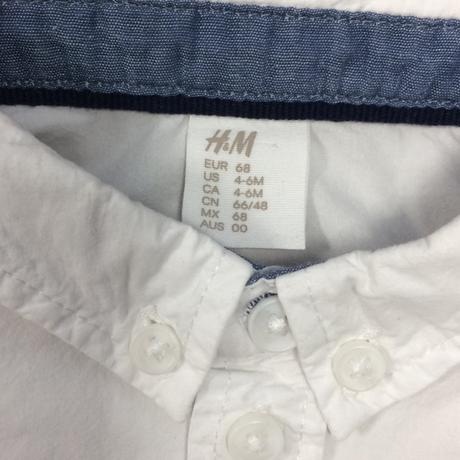 H&M
EUR 68
US 4-6M
CA 4-6M
CN 66/48
MX 68
AUS 00